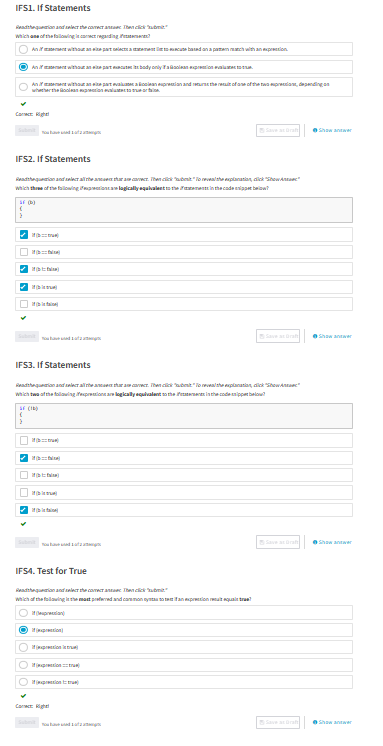 IFS1. If Statements
Read the question and select the correct answer. Then click "submit."
Which one of the following is correct regarding if statements?
An if statement without an else part selects a statement list to execute based on a pattern match with an expression.
An if statement without an else part executes its body only if a Boolean expression evaluates to true.
An if statement without an else part evaluates a Boolean expression and returns the result of one of the two expressions, depending on
whether the Boolean expression evaluates to true or false.
Correct: Right!
Submit
You have used 1 of 2 attempts
Save as Draft
Show answer
IFS2. If Statements
Read the question and select all the answers that are correct. Then click "submit." To reveal the explanation, click "Show Answer."
Which three of the following if expressions are logically equivalent to the if statements in the code snippet below?
if (b)
{
}
if (b == true)
if (b == false)
if (b != false)
if (b is true)
if (b is false)
Submit
You have used 1 of 2 attempts
Save as Draft
Show answer
IFS3. If Statements
Read the question and select all the answers that are correct. Then click "submit." To reveal the explanation, click "Show Answer."
Which two of the following if expressions are logically equivalent to the if statements in the code snippet below?
if (!b)
{
}
if (b == true)
if (b == false)
if (b != false)
if (b is true)
if (b is false)
Submit
You have used 1 of 2 attempts
Save as Draft
Show answer
IFS4. Test for True
Read the question and select the correct answer. Then click "submit."
Which of the following is the most preferred and common syntax to test if an expression result equals true?
if (!expression)
if (expression)
if (expression is true)
if (expression == true)
if (expression != true)
Correct: Right!
Submit
You have used 1 of 2 attempts
Save as Draft
Show answer